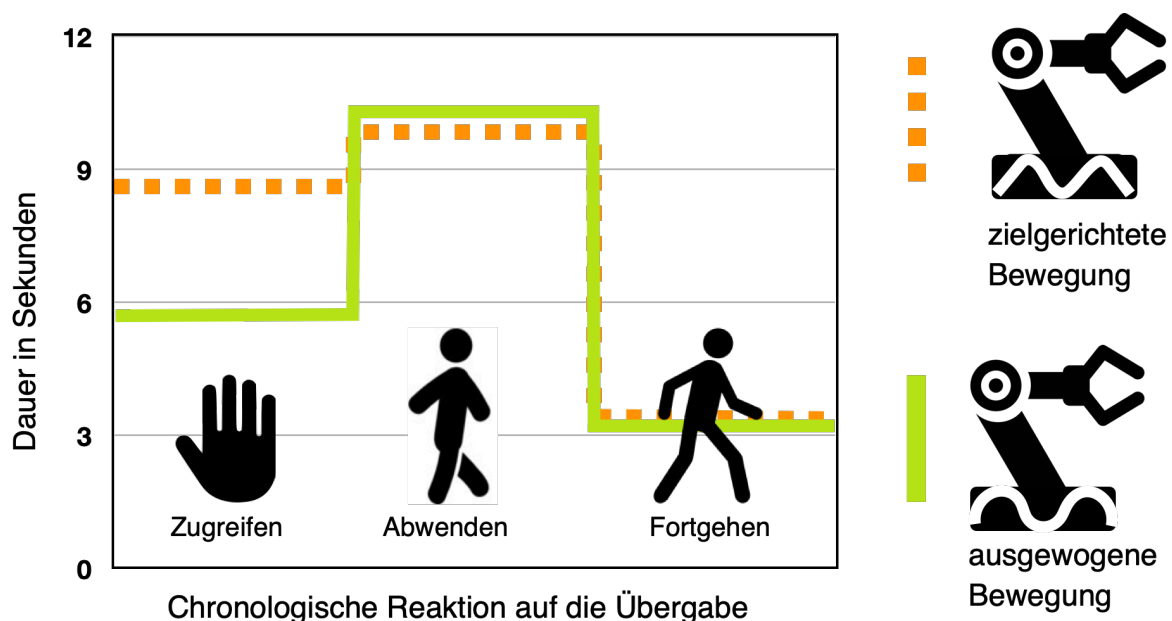 12
9
6
3
0
Dauer in Sekunden
Zugreifen
Abwenden
Fortgehen
Chronologische Reaktion auf die Übergabe
zielgerichtete
Bewegung
ausgewogene
Bewegung